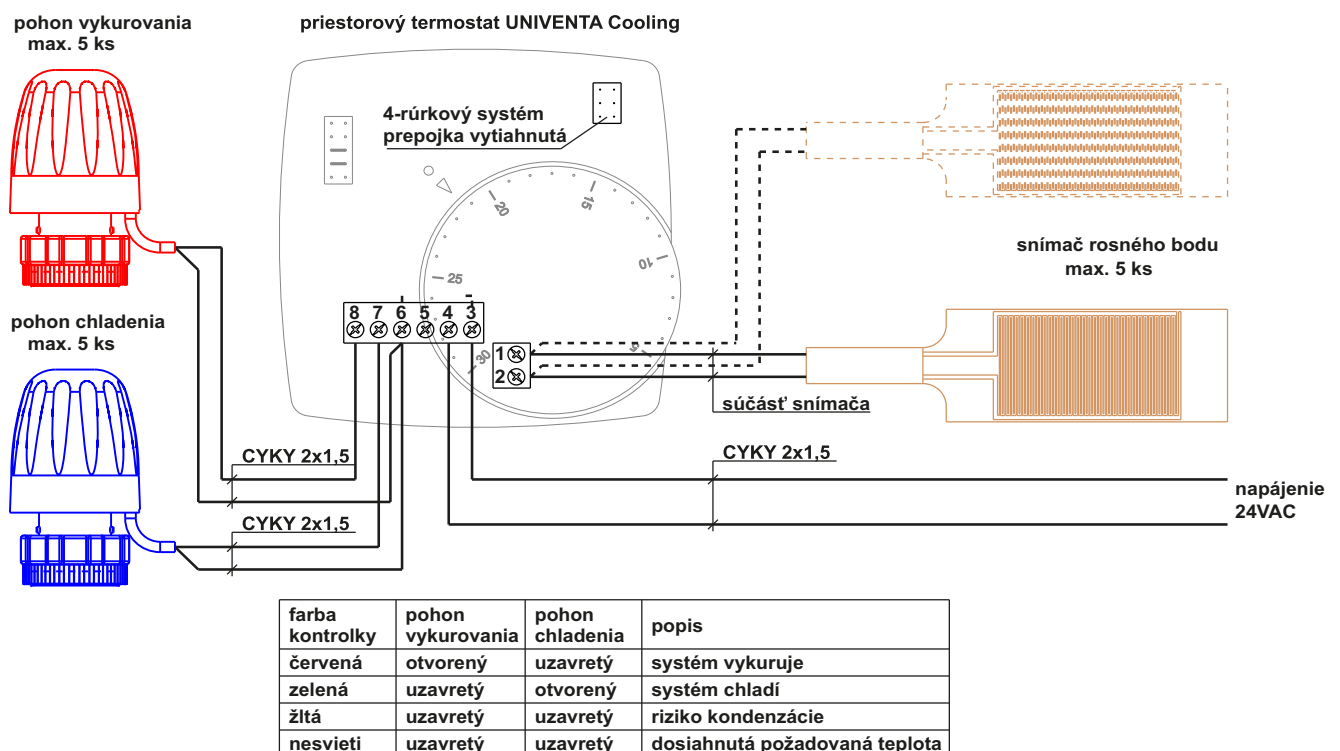 pohon vykurovania
max. 5 ks
priestorový termostat UNIVENTA Cooling
4-rúrkový systém
prepojka vytiahnutá
20
15
10
25
5
30
snímač rosného bodu
max. 5 ks
pohon chladenia
max. 5 ks
8 7 6 5 4 3
1
2
súčásť snímača
CYKY 2x1,5
CYKY 2x1,5
CYKY 2x1,5
napájenie
24VAC
farba kontrolky pohon vykurovania pohon chladenia popis
červená otvorený uzavretý systém vykuruje
zelená uzavretý otvorený systém chladí
žltá uzavretý uzavretý riziko kondenzácie
nesvieti uzavretý uzavretý dosiahnutá požadovaná teplota